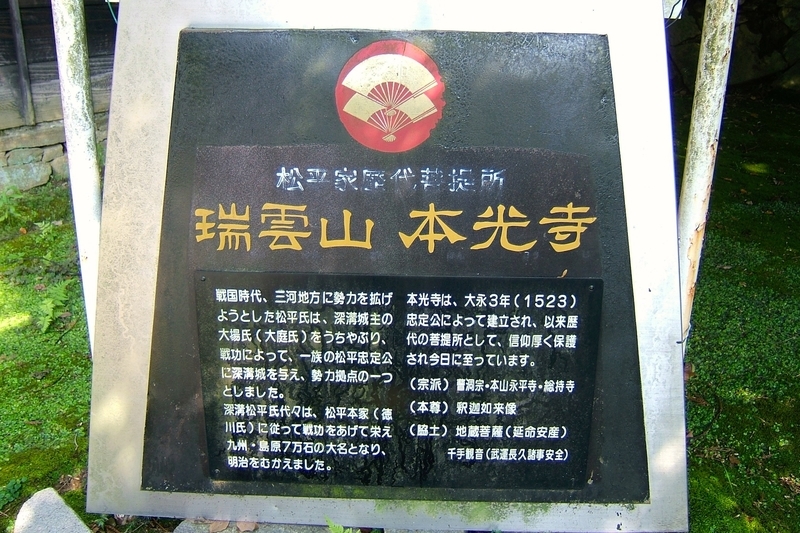 松平家歴代菩提所
瑞雲山 本光寺
戦国時代、三河地方に勢力を拡げ
ようとした松平氏は、深溝城主の
大場氏（大庭氏）をうちやぶり、
戦功によって、一族の松平忠定公
に深溝城を与え、勢力拠点の一つ
としました。
深溝松平氏代々は、松平本家（徳
川氏）に従って戦功をあげて栄え
九州・島原7万石の大名となり、
明治をむかえました。
本光寺は、大永3年（1523）
忠定公によって建立され、以来歴
代の菩提所として、信仰厚く保護
され今日に至っています。
（宗派）曹洞宗・本山永平寺・総持寺
（本尊）釈迦如来像
（脇士）地蔵菩薩（延命安産）
千手観音（武運長久諸事安全）